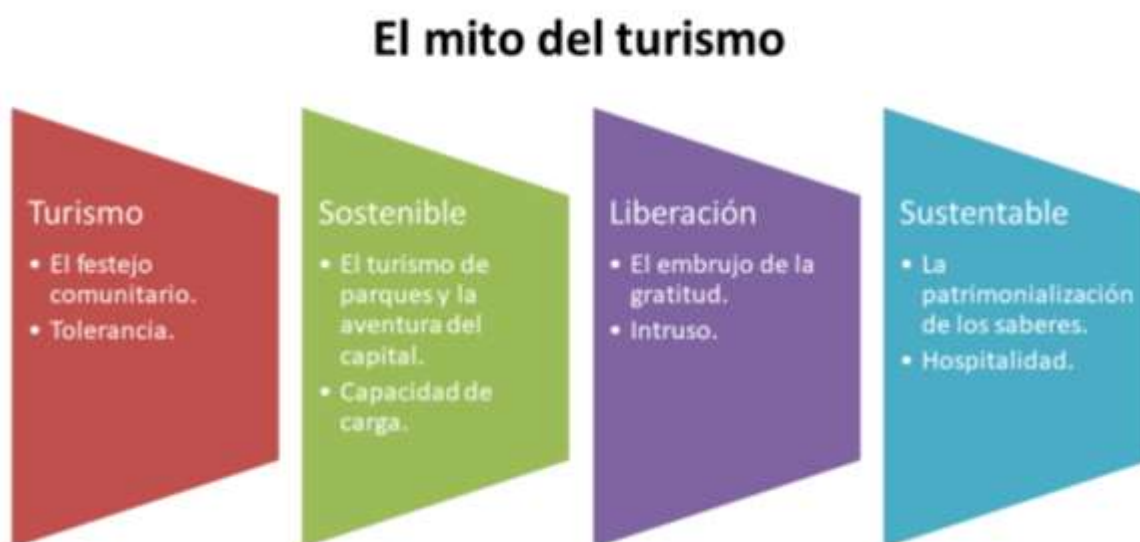 El mito del turismo
Turismo
• El festejo
comunitario.
• Tolerancia.
Sostenible
• El turismo de
parques y la
aventura del
capital.
• Capacidad de
carga.
Liberación
• El embrujo de la
gratitud.
• Intruso.
Sustentable
• La
patrimonialización
de los saberes.
• Hospitalidad.